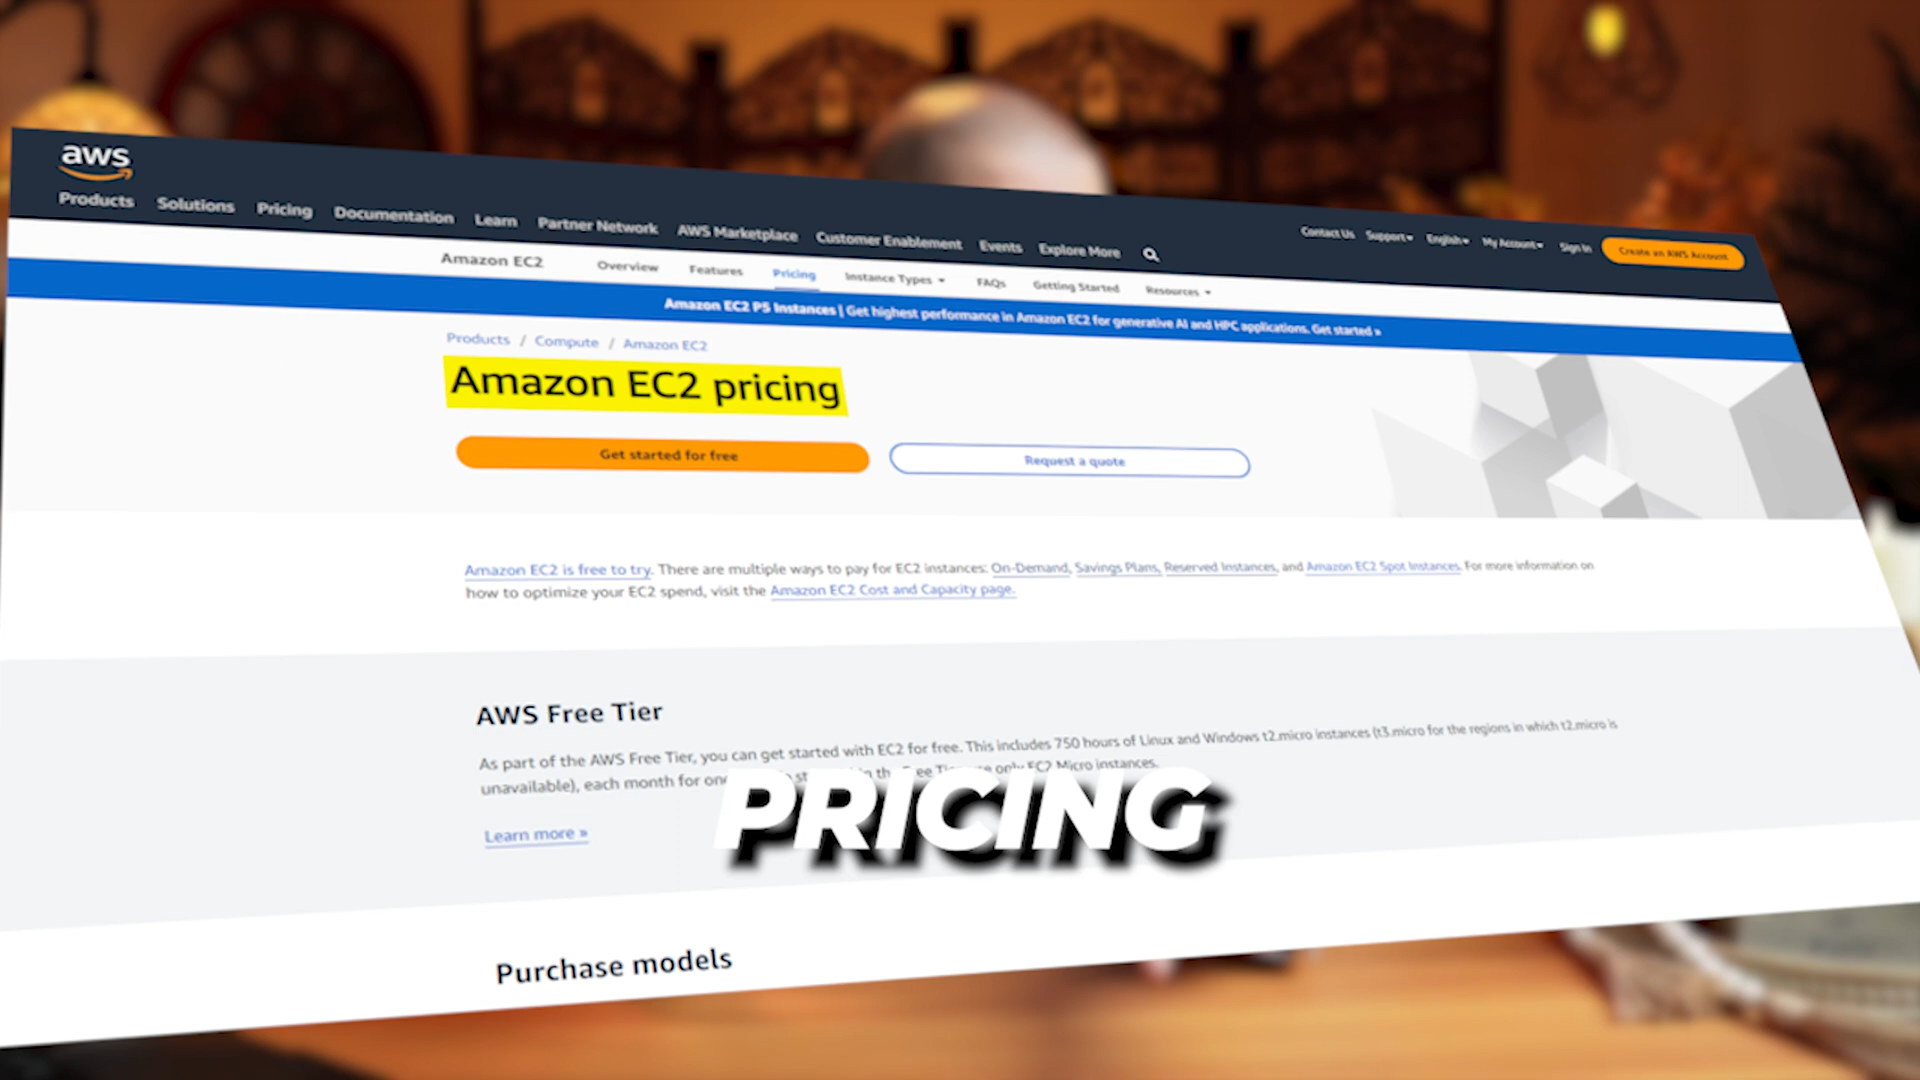 aws
Products Solutions Pricing Documentation Learn Partner Network AWS Marketplace Customer Enablement Events Explore More
Contact Us Support English My Account Sign In Create an AWS Account
Amazon EC2 Overview Features Pricing Instance Types FAQs Getting Started Resources
Amazon EC2 P5 Instances | Get highest performance in Amazon EC2 for generative AI and HPC applications. Get started »
Products / Compute / Amazon EC2
Amazon EC2 pricing
Get started for free Request a quote
Amazon EC2 is free to try. There are multiple ways to pay for EC2 instances: On-Demand, Savings Plans, Reserved Instances, and Amazon EC2 Spot Instances. For more information on
how to optimize your EC2 spend, visit the Amazon EC2 Cost and Capacity page.
AWS Free Tier
As part of the AWS Free Tier, you can get started with EC2 for free. This includes 750 hours of Linux and Windows t2.micro instances (t3.micro for the regions in which t2.micro is
unavailable), each month for only EC2 Micro instances.
PRICING
Learn more »
Purchase models